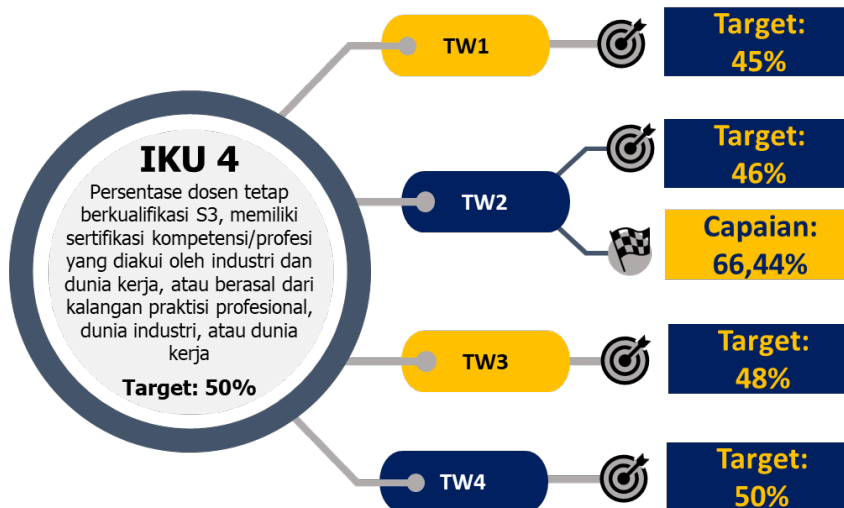 IKU 4
Persentase dosen tetap
berkualifikasi S3, memiliki
sertifikasi kompetensi/profesi
yang diakui oleh industri dan
dunia kerja, atau berasal dari
kalangan praktisi profesional,
dunia industri, atau dunia
kerja
Target: 50%
TW1
Target:
45%
TW2
Target:
46%
Capaian:
66,44%
TW3
Target:
48%
TW4
Target:
50%